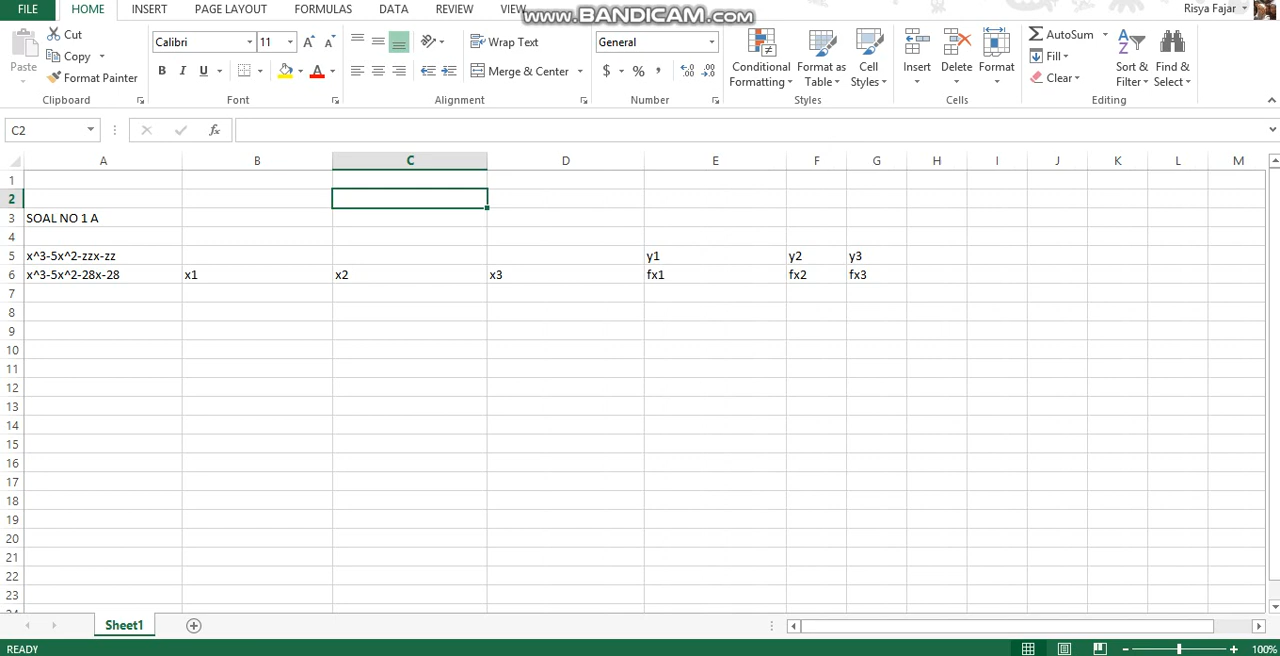 FILE HOME INSERT PAGE LAYOUT FORMULAS DATA REVIEW VIEW www.BANDICAM.com Risya Fajar
Cut Calibri 11 A A Wrap Text General AutoSum
Copy Fill
Paste Format Painter B I U Merge & Center $ % , Conditional Formatting Format as Table Cell Styles Insert Delete Format Clear Sort & Filter Find & Select
Clipboard Font Alignment Number Styles Cells Editing
C2 fx
A B C D E F G H I J K L M
1
2
3 SOAL NO 1 A
4
5 x^3-5x^2-zzx-zz y1 y2 y3
6 x^3-5x^2-28x-28 x1 x2 x3 fx1 fx2 fx3
7
8
9
10
11
12
13
14
15
16
17
18
19
20
21
22
23
Sheet1
READY 100%